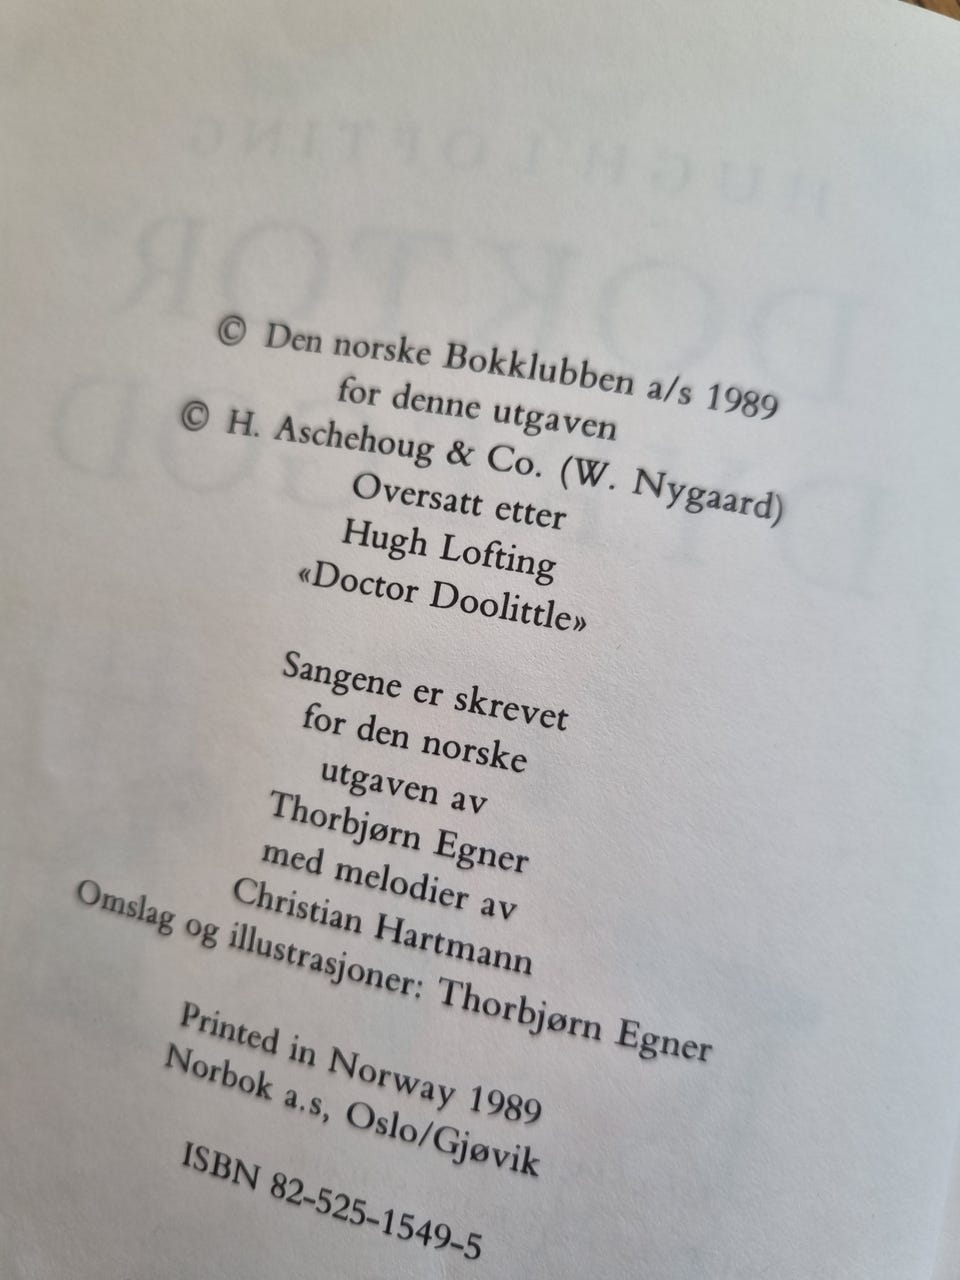 © Den norske Bokklubben a/s 1989
for denne utgaven
© H. Aschehoug & Co. (W. Nygaard)
Oversatt etter
Hugh Lofting
«Doctor Doolittle»
Sangene er skrevet
for den norske
utgaven av
Thorbjørn Egner
med melodier av
Christian Hartmann
Omslag og illustrasjoner: Thorbjørn Egner
Printed in Norway 1989
Norbok a.s, Oslo/Gjøvik
ISBN 82-525-1549-5